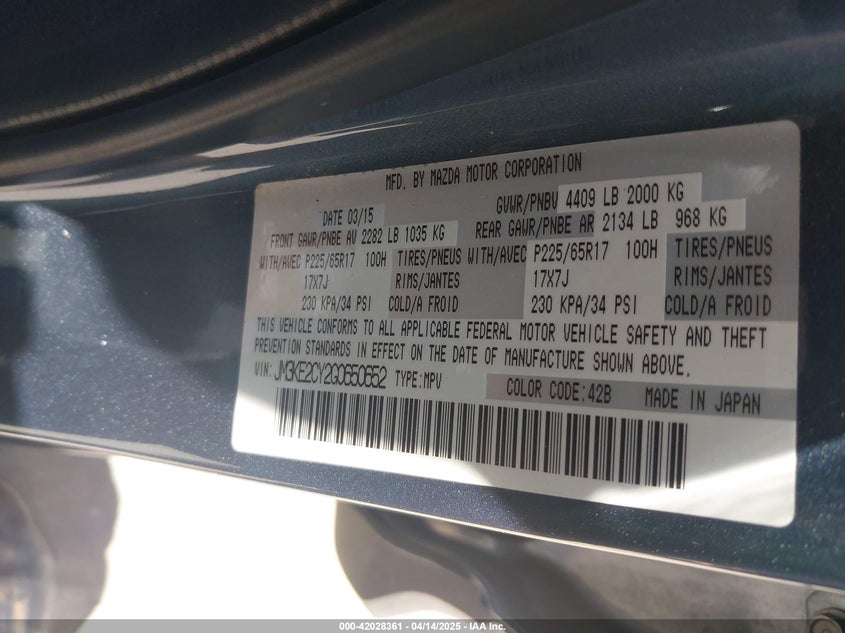 MFD. BY MAZDA MOTOR CORPORATION
DATE 03/15 GVWR/PNBV 4409 LB 2000 KG
FRONT GAWR/PNBE AV 2282 LB 1035 KG REAR GAWR/PNBE AR 2134 LB 968 KG
WITH/AVEC P225/65R17 100H TIRES/PNEUS WITH/AVEC P225/65R17 100H TIRES/PNEUS
17X7J RIMS/JANTES 17X7J RIMS/JANTES
230 KPA/34 PSI COLD/A FROID 230 KPA/34 PSI COLD/A FROID
THIS VEHICLE CONFORMS TO ALL APPLICABLE FEDERAL MOTOR VEHICLE SAFETY AND THEFT
PREVENTION STANDARDS IN EFFECT ON THE DATE OF MANUFACTURE SHOWN ABOVE.
VIN: JM3KE2CY2G0650652 TYPE:MPV COLOR CODE:42B MADE IN JAPAN
000-42028361 - 04/14/2025 - IAA Inc.